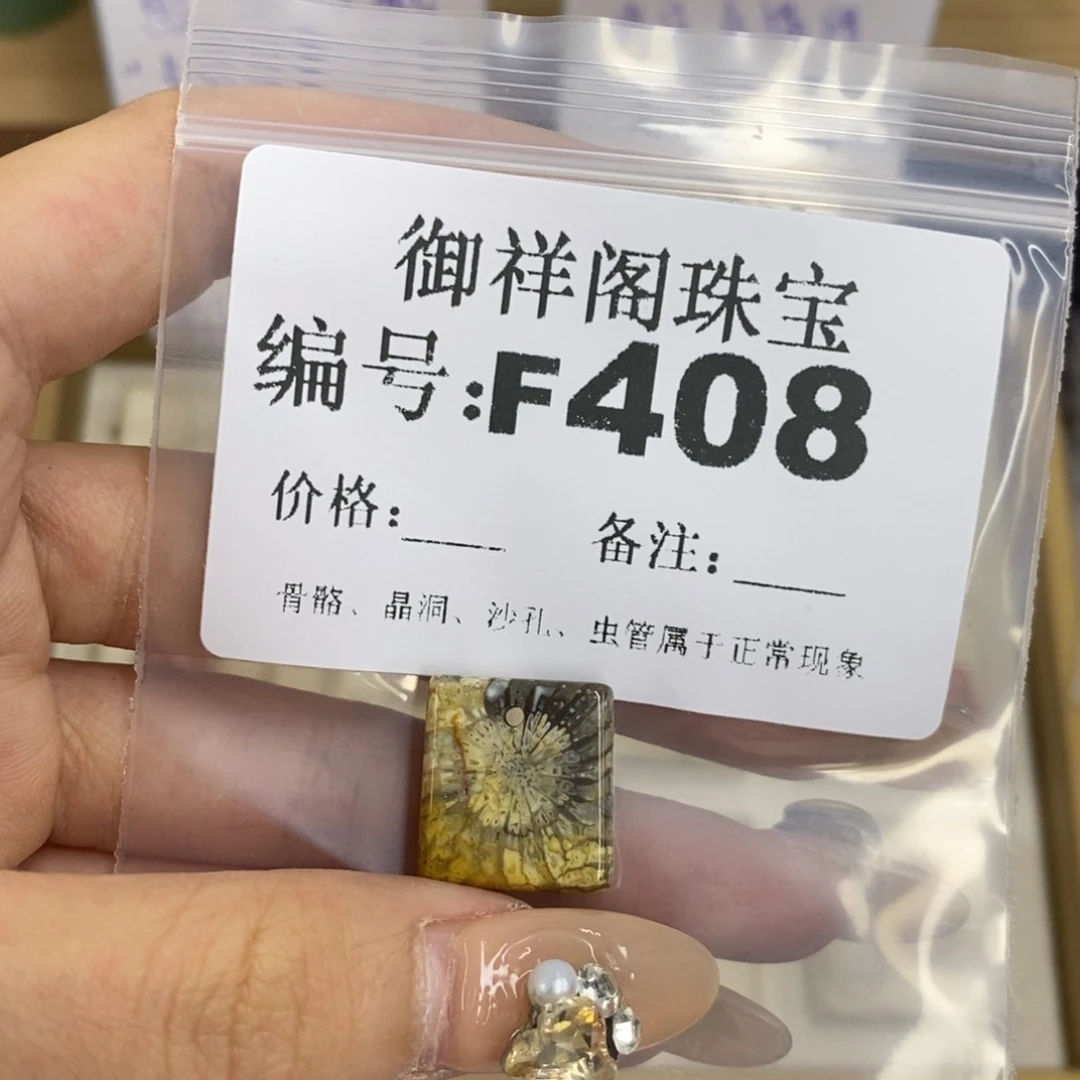 御祥阁珠宝
编号:F408
价格:___ 备注:___
骨骼、晶洞、沙孔、虫管属于正常现象